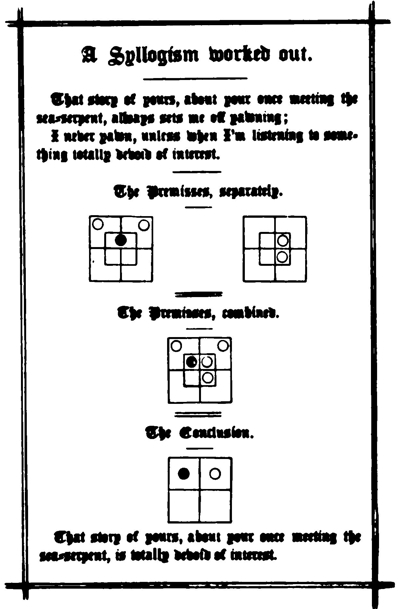 A Syllogism worked out.
That story of yours, about your once meeting the
sea-serpent, always sets me off yawning;
I never yawn, unless when I'm listening to some-
thing totally devoid of interest.
The Premisses, separately.
The Premisses, combined.
The Conclusion.
That story of yours, about your once meeting the
sea-serpent, is totally devoid of interest.